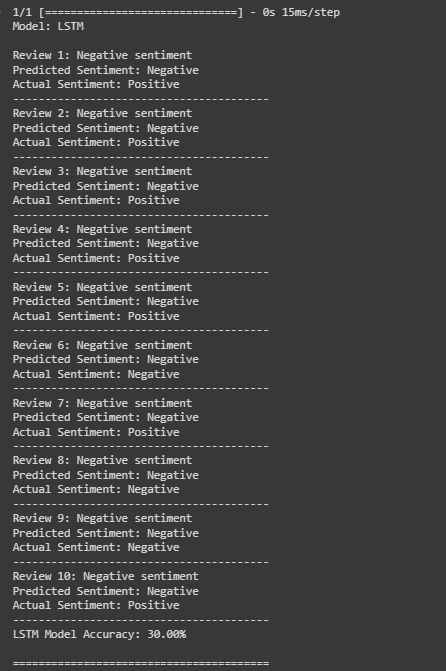 1/1 [==============================] - 0s 15ms/step
Model: LSTM
Review 1: Negative sentiment
Predicted Sentiment: Negative
Actual Sentiment: Positive
----------------------------------------
Review 2: Negative sentiment
Predicted Sentiment: Negative
Actual Sentiment: Positive
----------------------------------------
Review 3: Negative sentiment
Predicted Sentiment: Negative
Actual Sentiment: Positive
----------------------------------------
Review 4: Negative sentiment
Predicted Sentiment: Negative
Actual Sentiment: Positive
----------------------------------------
Review 5: Negative sentiment
Predicted Sentiment: Negative
Actual Sentiment: Positive
----------------------------------------
Review 6: Negative sentiment
Predicted Sentiment: Negative
Actual Sentiment: Negative
----------------------------------------
Review 7: Negative sentiment
Predicted Sentiment: Negative
Actual Sentiment: Positive
----------------------------------------
Review 8: Negative sentiment
Predicted Sentiment: Negative
Actual Sentiment: Negative
----------------------------------------
Review 9: Negative sentiment
Predicted Sentiment: Negative
Actual Sentiment: Negative
----------------------------------------
Review 10: Negative sentiment
Predicted Sentiment: Negative
Actual Sentiment: Positive
----------------------------------------
LSTM Model Accuracy: 30.00%
========================================